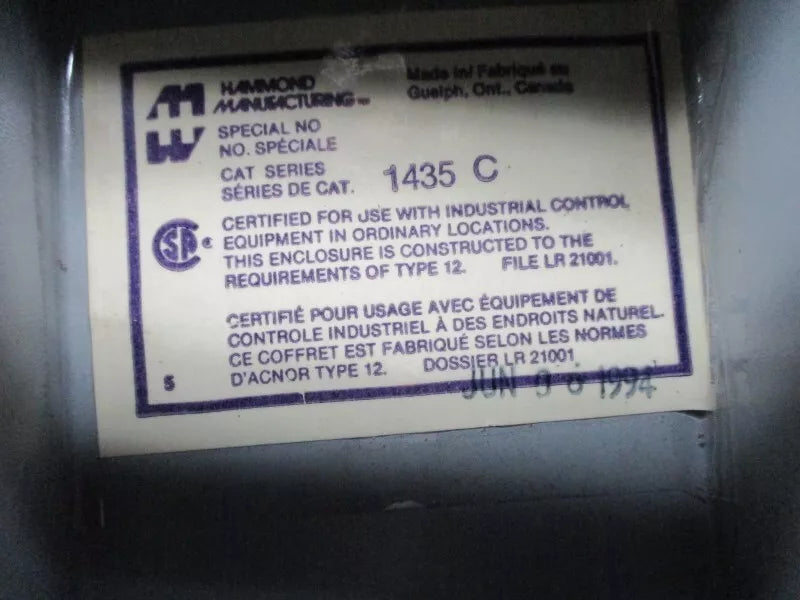 HAMMOND
MANUFACTURING
Made in/ Fabriqué au
Guelph, Ont., Canada
SPECIAL NO
NO. SPÉCIALE
CAT SERIES
SÉRIES DE CAT. 1435 C
CERTIFIED FOR USE WITH INDUSTRIAL CONTROL
EQUIPMENT IN ORDINARY LOCATIONS.
THIS ENCLOSURE IS CONSTRUCTED TO THE
REQUIREMENTS OF TYPE 12. FILE LR 21001.
CERTIFIÉ POUR USAGE AVEC ÉQUIPEMENT DE
CONTROLE INDUSTRIEL À DES ENDROITS NATUREL.
CE COFFRET EST FABRIQUÉ SELON LES NORMES
D'ACNOR TYPE 12. DOSSIER LR 21001
5
JUN 1994